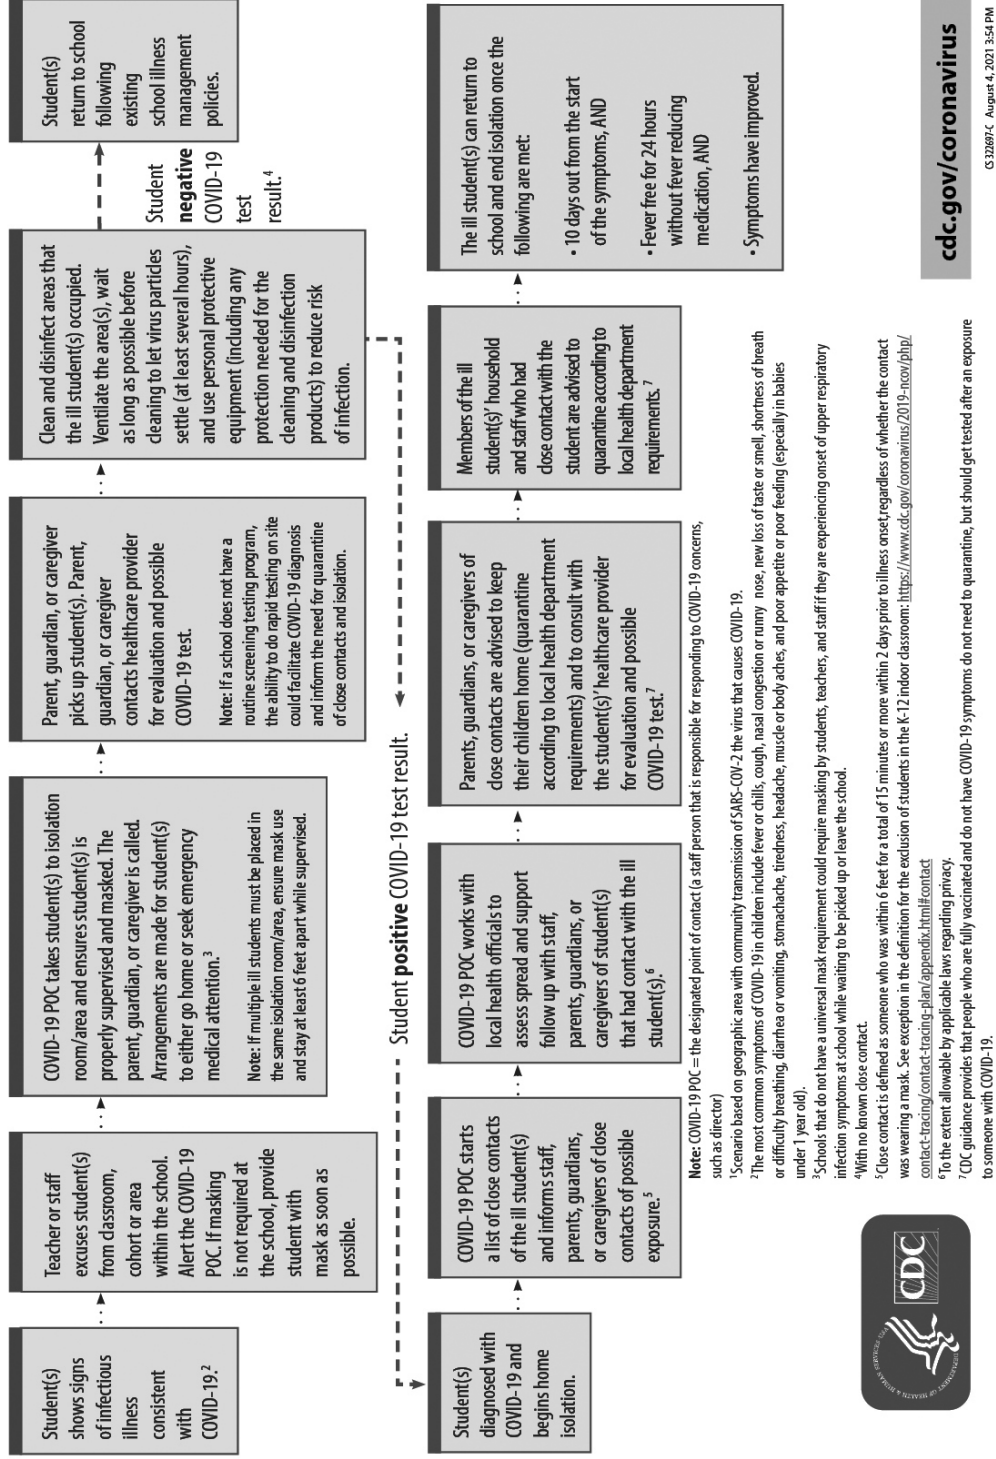 Student(s)
shows signs
of infectious
illness
consistent
with
COVID-19.²
Teacher or staff
excuses student(s)
from classroom,
cohort or area
within the school.
Alert the COVID-19
POC. If masking
is not required at
the school, provide
student with
mask as soon as
possible.
COVID-19 POC takes student(s) to isolation
room/area and ensures student(s) is
properly supervised and masked. The
parent, guardian, or caregiver is called.
Arrangements are made for student(s)
to either go home or seek emergency
medical attention.³
Note: If multiple ill students must be placed in
the same isolation room/area, ensure mask use
and stay at least 6 feet apart while supervised.
Parent, guardian, or caregiver
picks up student(s). Parent,
guardian, or caregiver
contacts healthcare provider
for evaluation and possible
COVID-19 test.
Note: If a school does not have a
routine screening testing program,
the ability to do rapid testing on site
could facilitate COVID-19 diagnosis
and inform the need for quarantine
of close contacts and isolation.
Clean and disinfect areas that
the ill student(s) occupied.
Ventilate the area(s), wait
as long as possible before
cleaning to let virus particles
settle (at least several hours),
and use personal protective
equipment (including any
protection needed for the
cleaning and disinfection
products) to reduce risk
of infection.
Student
negative
COVID-19
test
result.⁴
Student(s)
return to school
following
existing
school illness
management
policies.
Student positive COVID-19 test result.
Student(s)
diagnosed with
COVID-19 and
begins home
isolation.
COVID-19 POC starts
a list of close contacts
of the ill student(s)
and informs staff,
parents, guardians,
or caregivers of close
contacts of possible
exposure.⁵
COVID-19 POC works with
local health officials to
assess spread and support
follow up with staff,
parents, guardians, or
caregivers of student(s)
that had contact with the ill
student(s).⁶
Parents, guardians, or caregivers of
close contacts are advised to keep
their children home (quarantine
according to local health department
requirements) and to consult with
the student(s)’ healthcare provider
for evaluation and possible
COVID-19 test.⁷
Members of the ill
student(s)’ household
and staff who had
close contact with the
student are advised to
quarantine according to
local health department
requirements.⁷
The ill student(s) can return to
school and end isolation once the
following are met:
• 10 days out from the start
of the symptoms, AND
• Fever free for 24 hours
without fever reducing
medication, AND
• Symptoms have improved.
Note: COVID-19 POC = the designated point of contact (a staff person that is responsible for responding to COVID-19 concerns,
such as director)
¹Scenario based on geographic area with community transmission of SARS-COV-2 the virus that causes COVID-19.
²The most common symptoms of COVID-19 in children include fever or chills, cough, nasal congestion or runny nose, new loss of taste or smell, shortness of breath
or difficulty breathing, diarrhea or vomiting, stomachache, tiredness, headache, muscle or body aches, and poor appetite or poor feeding (especially in babies
under 1 year old).
³Schools that do not have a universal mask requirement could require masking by students, teachers, and staff if they are experiencing onset of upper respiratory
infection symptoms at school while waiting to be picked up or leave the school.
⁴With no known close contact.
⁵Close contact is defined as someone who was within 6 feet for a total of 15 minutes or more within 2 days prior to illness onset,regardless of whether the contact
was wearing a mask. See exception in the definition for the exclusion of students in the K-12 indoor classroom: https://www.cdc.gov/coronavirus/2019-ncov/php/
contact-tracing/contact-tracing-plan/appendix.html#contact
⁶To the extent allowable by applicable laws regarding privacy.
⁷CDC guidance provides that people who are fully vaccinated and do not have COVID-19 symptoms do not need to quarantine, but should get tested after an exposure
to someone with COVID-19.
DEPARTMENT OF HEALTH & HUMAN SERVICES•USA
CDC
cdc.gov/coronavirus
CS 322697-C August 4, 2021 3:54 PM